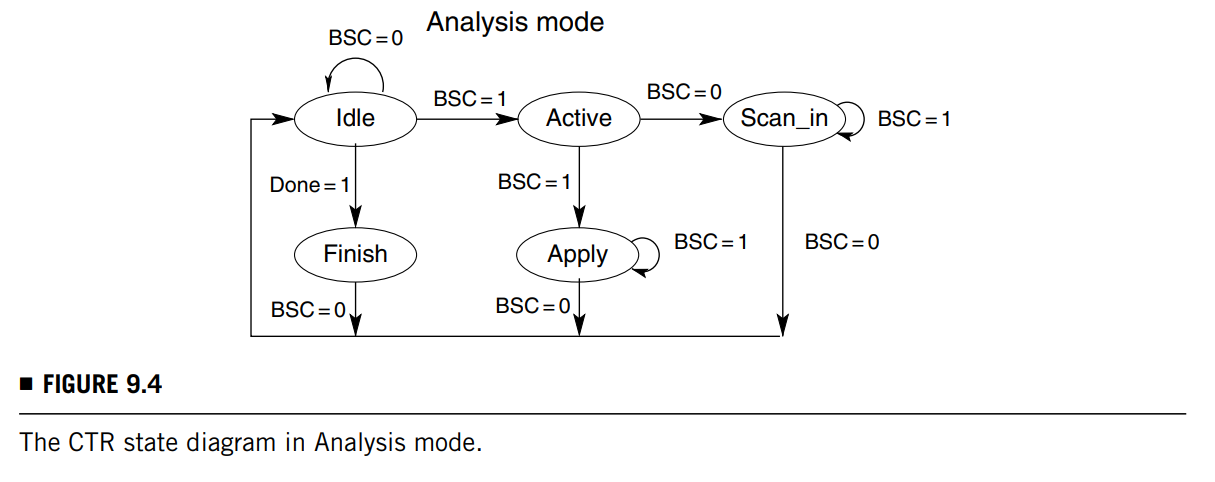 Analysis mode
BSC=0
Idle
BSC=1
Active
BSC=0
Scan_in
BSC=1
Done=1
BSC=1
Finish
Apply
BSC=1
BSC=0
BSC=0
BSC=0
■ FIGURE 9.4
The CTR state diagram in Analysis mode.